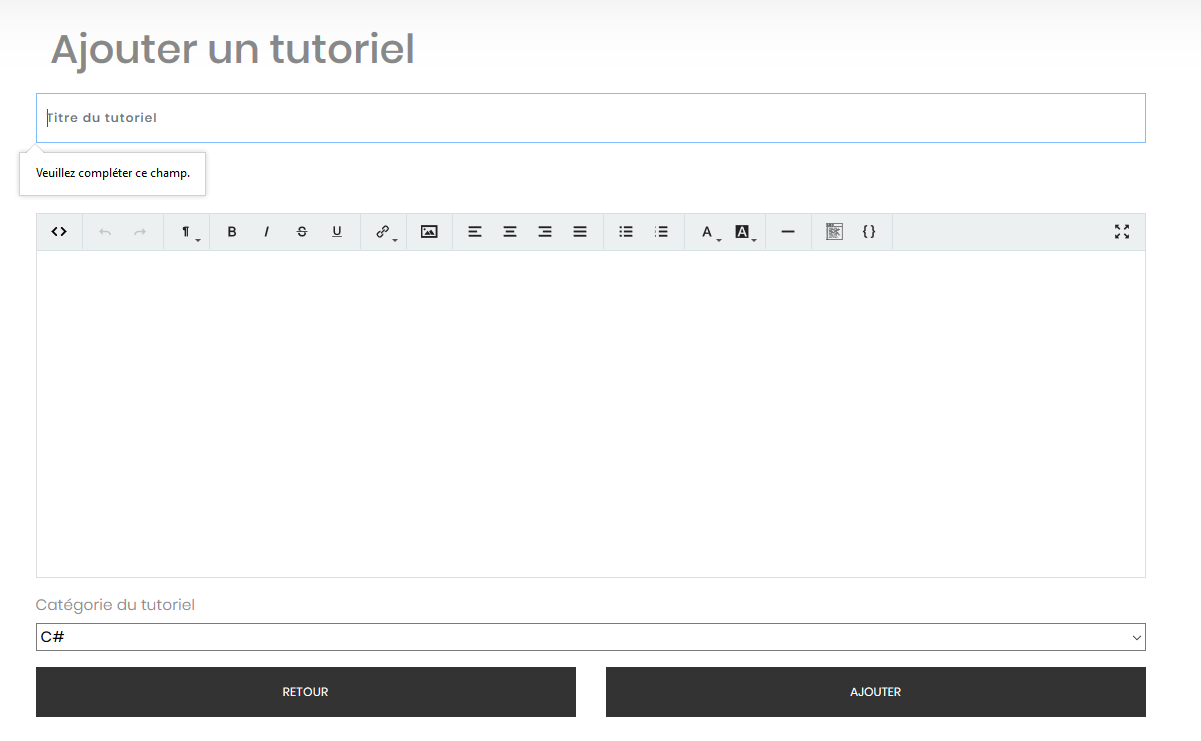 Ajouter un tutoriel
Titre du tutoriel
Veuillez compléter ce champ.
<> ¶ B I S U A A {}
Catégorie du tutoriel
C#
RETOUR AJOUTER